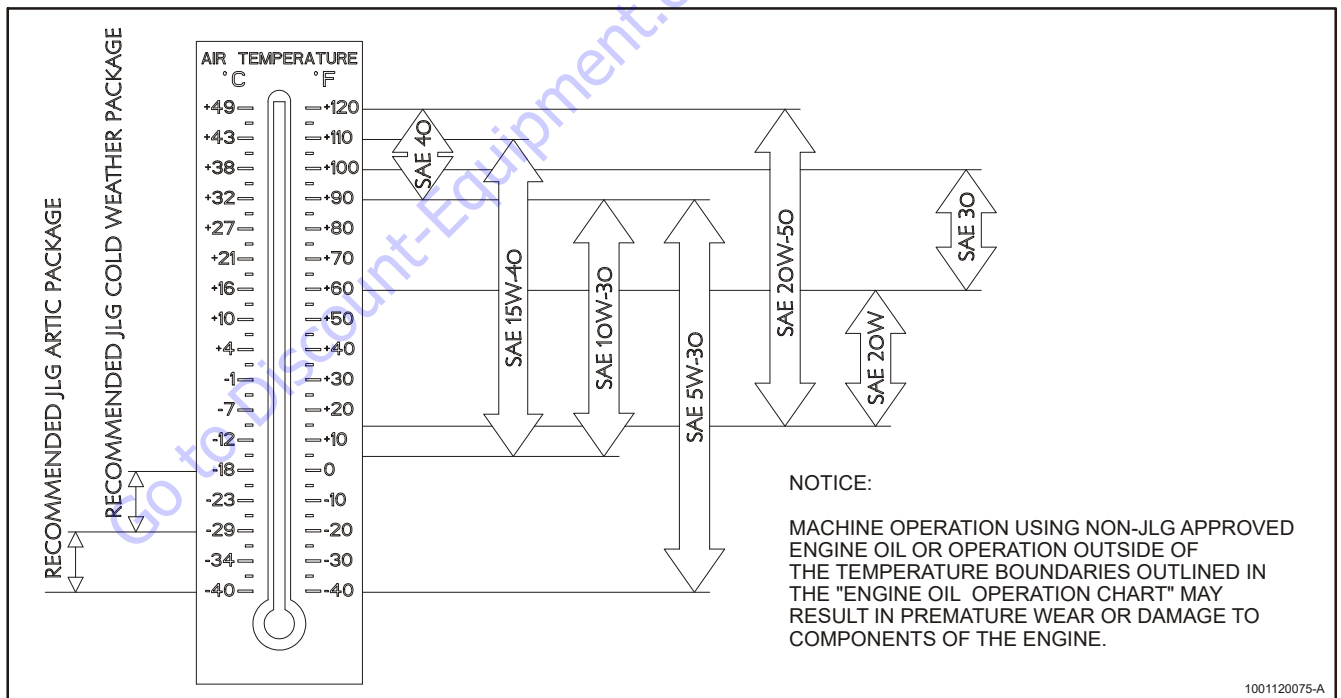 Go to Discount-Equipment.com
RECOMMENDED JLG ARTIC PACKAGE
RECOMMENDED JLG COLD WEATHER PACKAGE
AIR TEMPERATURE
°C °F
+49 +120
+43 +110
+38 +100
+32 +90
+27 +80
+21 +70
+16 +60
+10 +50
+4 +40
-1 +30
-7 +20
-12 +10
-18 0
-23 -10
-29 -20
-34 -30
-40 -40
SAE 40
SAE 15W-40
SAE 10W-30
SAE 5W-30
SAE 20W-50
SAE 20W
SAE 30
NOTICE:
MACHINE OPERATION USING NON-JLG APPROVED
ENGINE OIL OR OPERATION OUTSIDE OF
THE TEMPERATURE BOUNDARIES OUTLINED IN
THE "ENGINE OIL OPERATION CHART" MAY
RESULT IN PREMATURE WEAR OR DAMAGE TO
COMPONENTS OF THE ENGINE.
1001120075-A